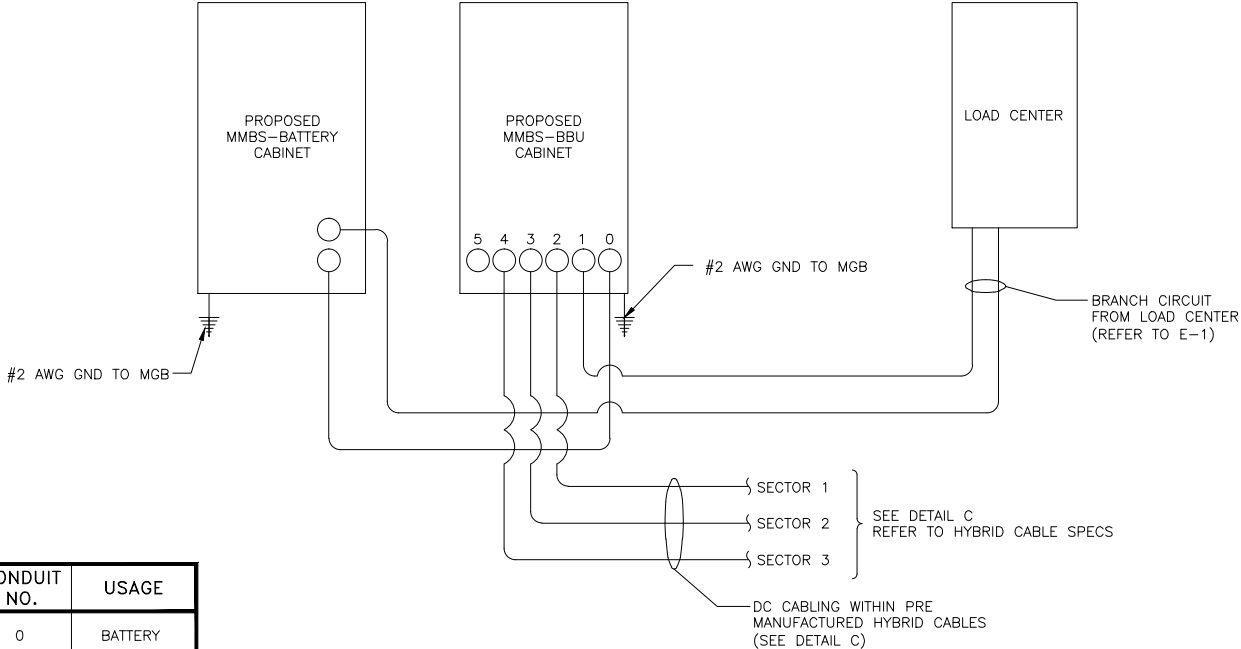 PROPOSED
MMBS-BATTERY
CABINET
PROPOSED
MMBS-BBU
CABINET
LOAD CENTER
5 4 3 2 1 0
#2 AWG GND TO MGB
BRANCH CIRCUIT
FROM LOAD CENTER
(REFER TO E-1)
#2 AWG GND TO MGB
SECTOR 1
SECTOR 2
SECTOR 3
SEE DETAIL C
REFER TO HYBRID CABLE SPECS
DC CABLING WITHIN PRE
MANUFACTURED HYBRID CABLES
(SEE DETAIL C)
ONDUIT
NO.
USAGE
0 BATTERY